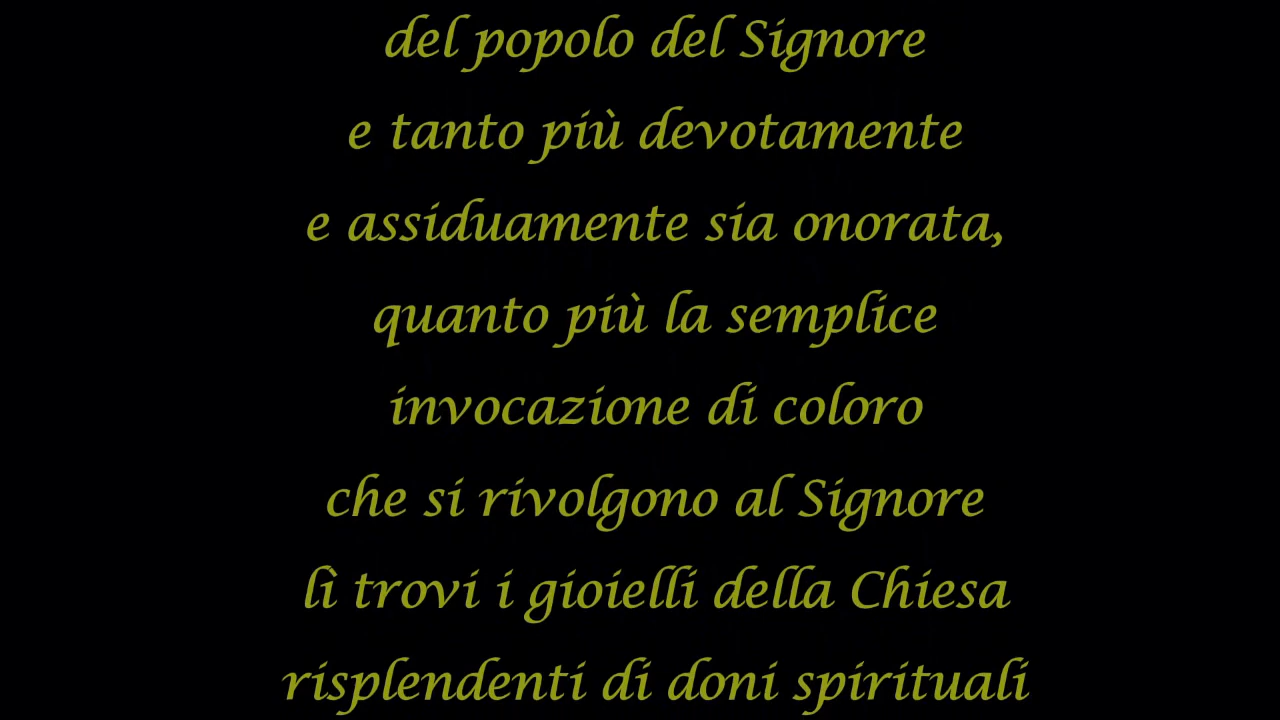 del popolo del Signore
e tanto più devotamente
e assiduamente sia onorata,
quanto più la semplice
invocazione di coloro
che si rivolgono al Signore
lì trovi i gioielli della Chiesa
risplendenti di doni spirituali